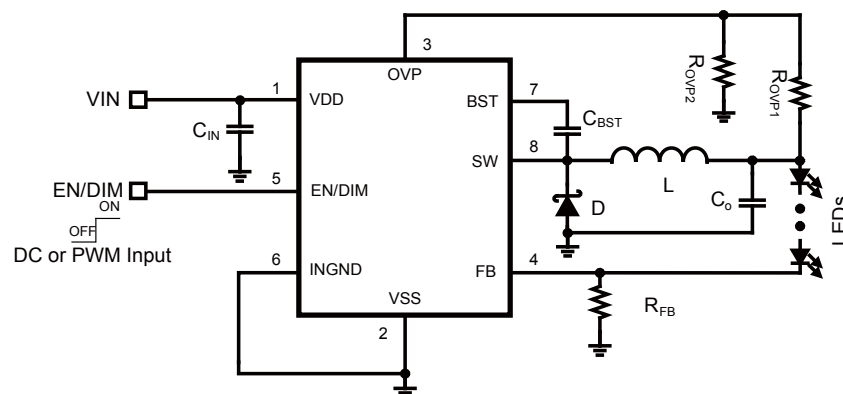 3
OVP
R_OVP2
R_OVP1
1
VIN
VDD
C_IN
7
BST
C_BST
8
SW
L
D
C_o
LEDs
5
EN/DIM
EN/DIM
ON
OFF
DC or PWM Input
6
INGND
4
FB
R_FB
VSS
2